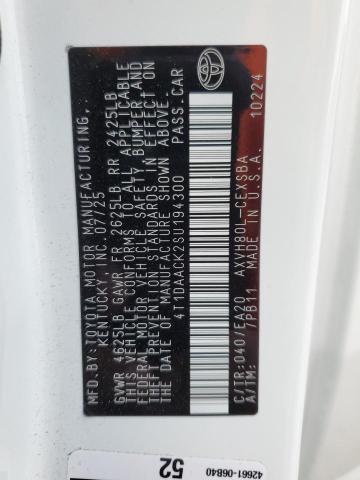 MFD.BY:TOYOTA MOTOR MANUFACTURING,
KENTUCKY, INC. 07/25
GVWR 4625LB GAWR FR 2625LB RR 2425LB
THIS VEHICLE CONFORMS TO ALL APPLICABLE
FEDERAL MOTOR VEHICLE SAFETY, BUMPER, AND
THEFT PREVENTION STANDARDS IN EFFECT ON
THE DATE OF MANUFACTURE SHOWN ABOVE.
4T1DAACK2SU194300 PASS.CAR
C/TR:040/EA20 AXVH80L-CEXSBA
A/TM: /PB11 MADE IN U.S.A.
10224
52
42661-06B40